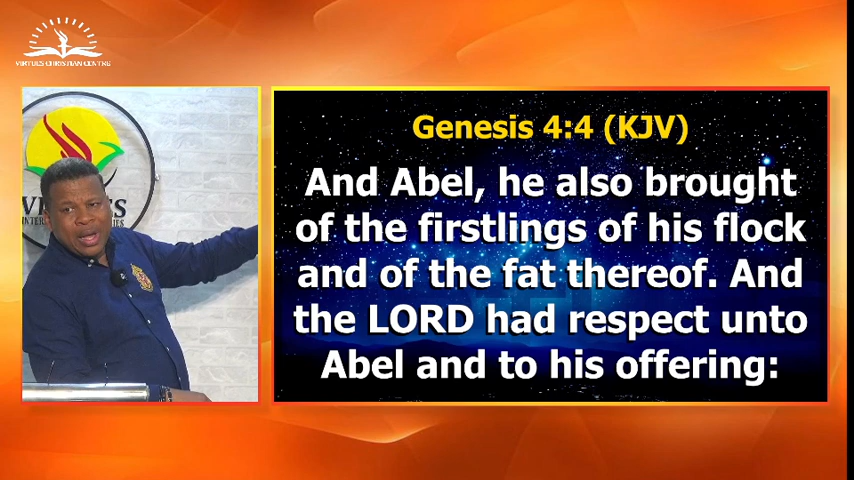 VIRTUES CHRISTIAN CENTRE
Genesis 4:4 (KJV)
And Abel, he also brought
of the firstlings of his flock
and of the fat thereof. And
the LORD had respect unto
Abel and to his offering: